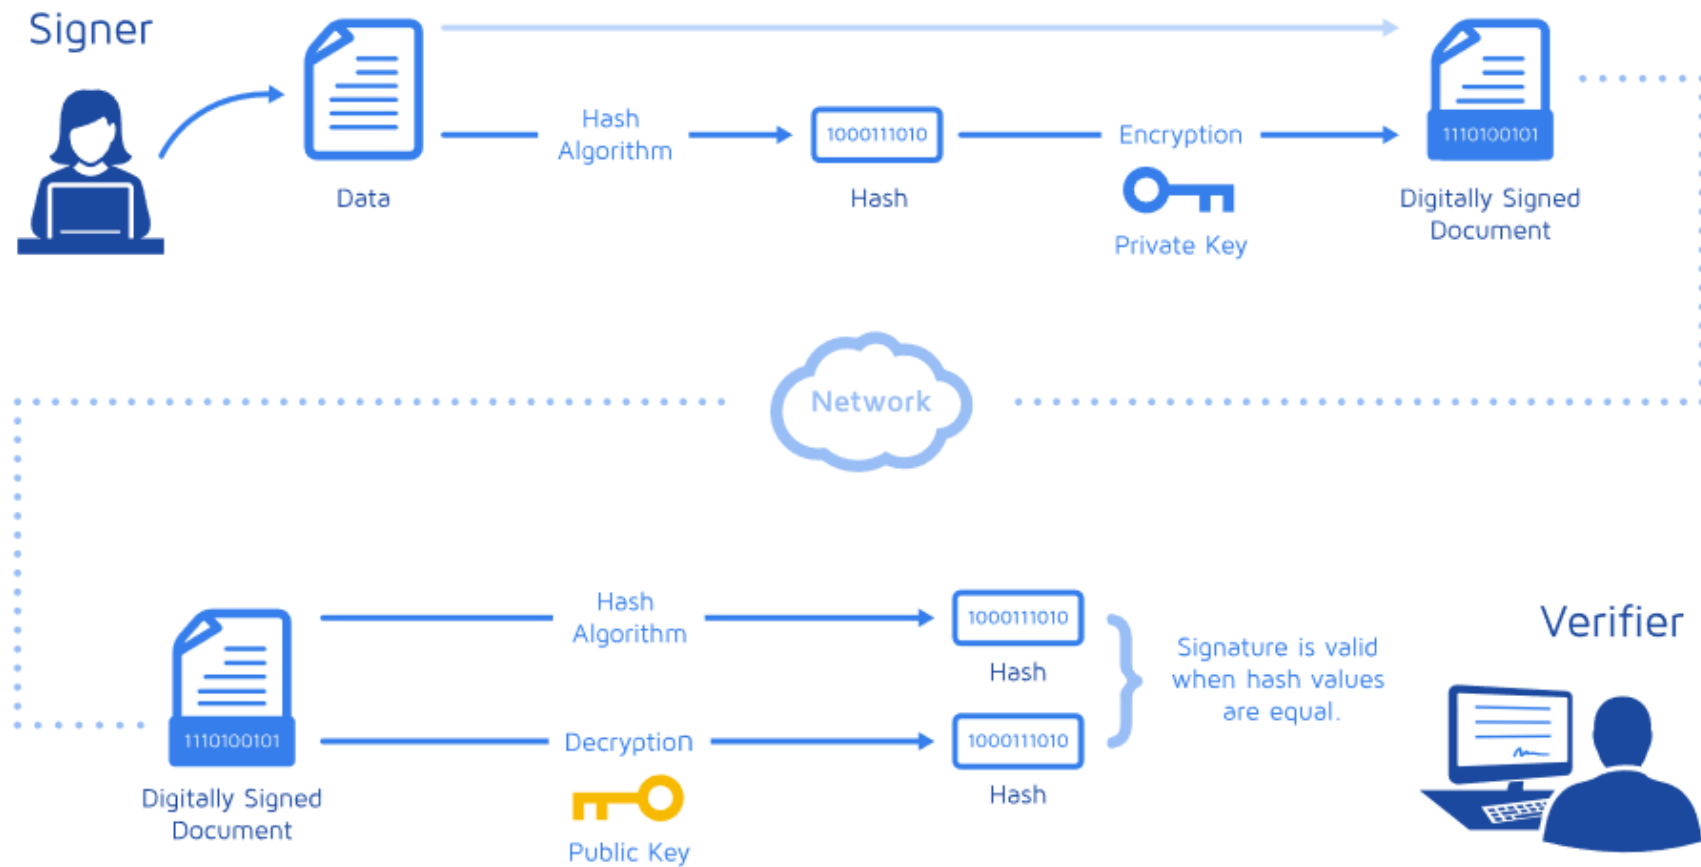 Signer
Data
Hash
Algorithm
1000111010
Hash
Encryption
Private Key
1110100101
Digitally Signed
Document
Network
1110100101
Digitally Signed
Document
Hash
Algorithm
1000111010
Hash
Decryption
Public Key
1000111010
Hash
Signature is valid
when hash values
are equal.
Verifier